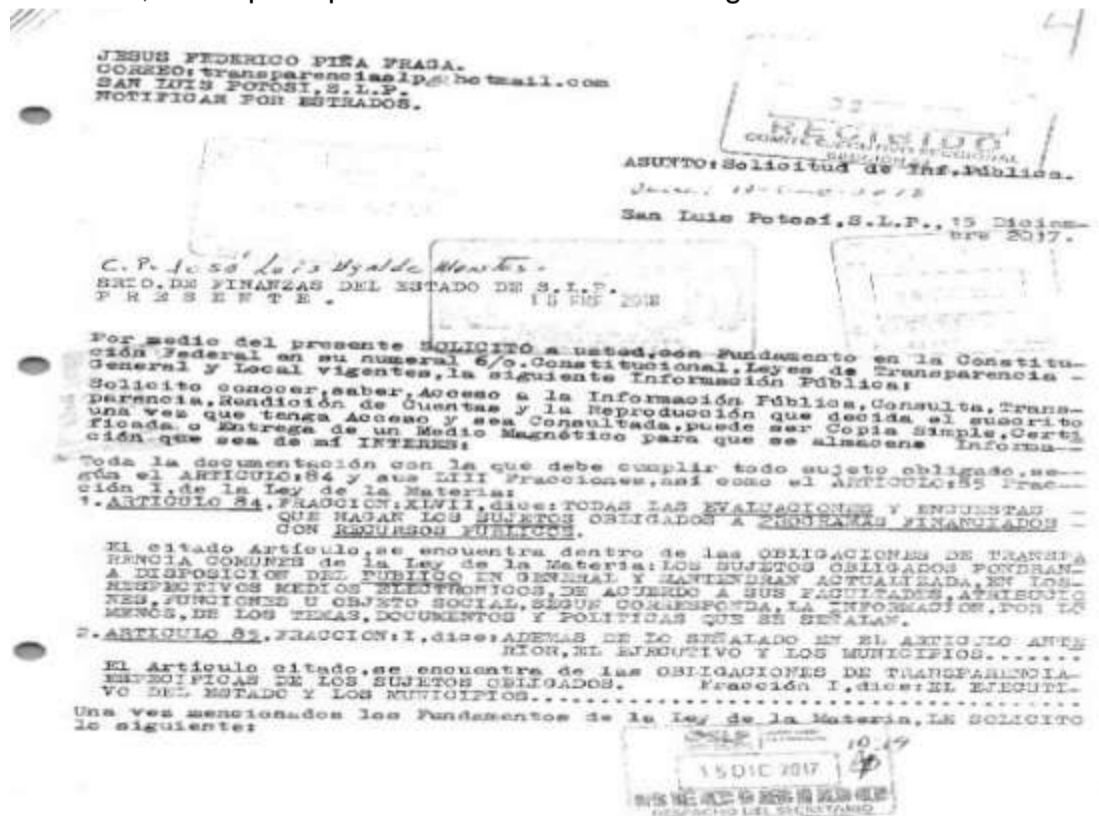 4
JESUS FEDERICO PIÑA FRAGA.
CORREO:transparenciaslp@hotmail.com
SAN LUIS POTOSI,S.L.P.
NOTIFICAR POR ESTRADOS.
RECIBIDO
ASUNTO:Solicitud de Inf.Pública.
San Luis Potosí,S.L.P., 15 Diciem-
bre 2017.
C. P. José Luis Ugalde Montes.
SRIO.DE FINANZAS DEL ESTADO DE S.L.P.
P R E S E N T E .
2018
Por medio del presente SOLICITO a usted,con Fundamento en la Constitu-
ción Federal en su numeral 6/o.Constitucional,Leyes de Transparencia -
General y Local vigentes,la siguiente Información Pública:
Solicito conocer,saber,Acceso a la Información Pública,Consulta,Trans-
parencia,Rendición de Cuentas y la Reproducción que decida el suscrito
una vez que tenga Acceso y sea Consultada,puede ser Copia Simple,Certi
ficada o Entrega de un Medio Magnético para que se almacene Informa--
ción que sea de mi INTERES:
Toda la documentación con la que debe cumplir todo sujeto obligado,se--
gún el ARTICULO:84 y sus LIII Fracciones,así como el ARTICULO:85 Frac--
ción I,de la Ley de la Materia:
1.ARTICULO 84,FRACCION:XLVII,dice:TODAS LAS EVALUACIONES Y ENCUESTAS -
QUE HAGAN LOS SUJETOS OBLIGADOS A PROGRAMAS FINANCIADOS -
CON RECURSOS PUBLICOS.
El citado Artículo,se encuentra dentro de las OBLIGACIONES DE TRANSPA
RENCIA COMUNES de la Ley de la Materia:LOS SUJETOS OBLIGADOS PONDRAN-
A DISPOSICION DEL PUBLICO EN GENERAL Y MANTENDRAN ACTUALIZADA,EN LOS-
RESPECTIVOS MEDIOS ELECTRONICOS,DE ACUERDO A SUS FACULTADES,ATRIBUCIO
NES,FUNCIONES U OBJETO SOCIAL,SEGUN CORRESPONDA,LA INFORMACION,POR LO
MENOS,DE LOS TEMAS,DOCUMENTOS Y POLITICAS QUE SE SEÑALAN.
2.ARTICULO 85,FRACCION:I,dice:ADEMAS DE LO SEÑALADO EN EL ARTICULO ANTE
RIOR,EL EJECUTIVO Y LOS MUNICIPIOS.......
El Artículo citado,se encuentra de las OBLIGACIONES DE TRANSPARENCIA-
ESPECIFICAS DE LOS SUJETOS OBLIGADOS. Fracción I,dice:EL EJECUTI-
VO DEL ESTADO Y LOS MUNICIPIOS.......................................
Una vez mencionados los Fundamentos de la Ley de la Materia,LE SOLICITO
lo siguiente:
15 DIC 2017
DESPACHO DEL SECRETARIO